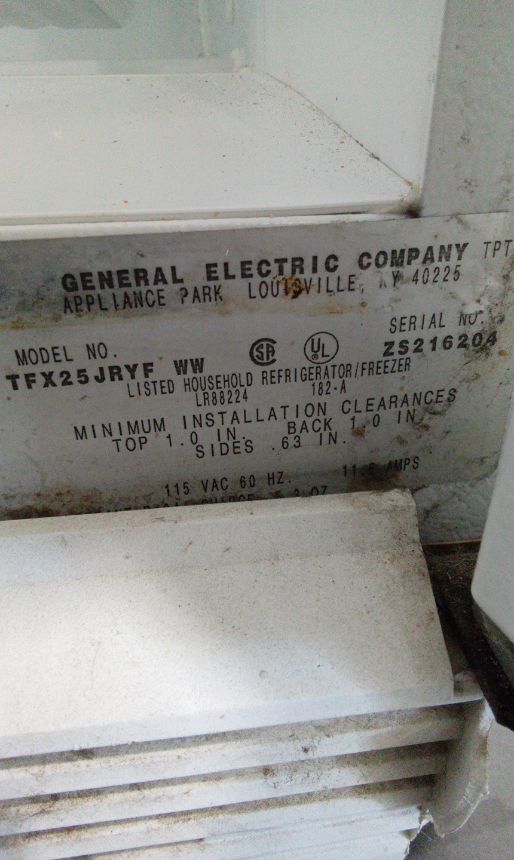 GENERAL ELECTRIC COMPANY TPT
APPLIANCE PARK LOUISVILLE, KY 40225
MODEL NO.
TFX25JRYF WW
SERIAL NO.
ZS216204
LISTED HOUSEHOLD REFRIGERATOR/FREEZER
LR88224 182-A
MINIMUM INSTALLATION CLEARANCES
TOP 1.0 IN. BACK 1.0 IN.
SIDES .63 IN.
115 VAC 60 HZ. 11.6 AMPS